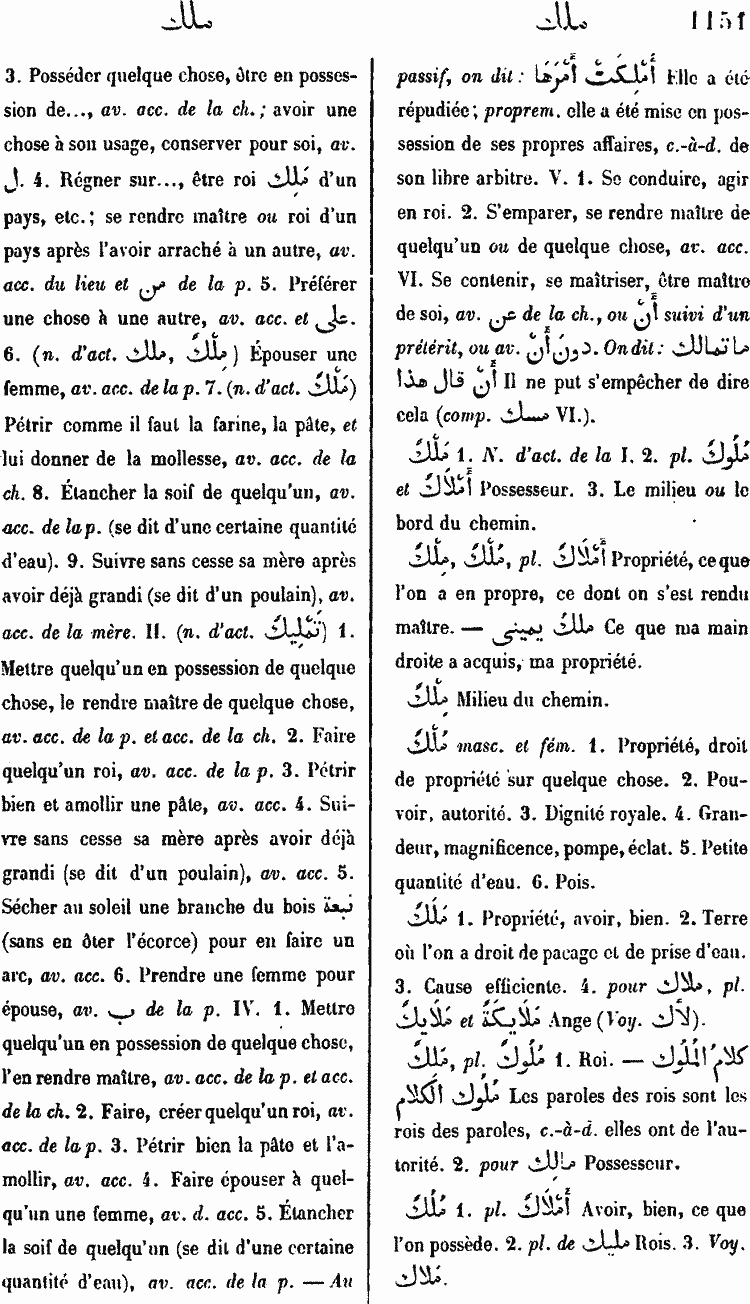 ملك ملك 1151
3. Posséder quelque chose, être en posses-
sion de..., av. acc. de la ch.; avoir une
chose à son usage, conserver pour soi, av.
ل. 4. Régner sur..., être roi مَلِك d'un
pays, etc.; se rendre maître ou roi d'un
pays après l'avoir arraché à un autre, av.
acc. du lieu et من de la p. 5. Préférer
une chose à une autre, av. acc. et على.
6. (n. d'act. ملك, مِلْكٌ) Épouser une
femme, av. acc. de la p. 7. (n. d'act. مَلْكٌ)
Pétrir comme il faut la farine, la pâte, et
lui donner de la mollesse, av. acc. de la
ch. 8. Étancher la soif de quelqu'un, av.
acc. de la p. (se dit d'une certaine quantité
d'eau). 9. Suivre sans cesse sa mère après
avoir déjà grandi (se dit d'un poulain), av.
acc. de la mère. II. (n. d'act. تَمْلِيكٌ) 1.
Mettre quelqu'un en possession de quelque
chose, le rendre maître de quelque chose,
av. acc. de la p. et acc. de la ch. 2. Faire
quelqu'un roi, av. acc. de la p. 3. Pétrir
bien et amollir une pâte, av. acc. 4. Sui-
vre sans cesse sa mère après avoir déjà
grandi (se dit d'un poulain), av. acc. 5.
Sécher au soleil une branche du bois نبعة
(sans en ôter l'écorce) pour en faire un
arc, av. acc. 6. Prendre une femme pour
épouse, av. ب de la p. IV. 1. Mettre
quelqu'un en possession de quelque chose,
l'en rendre maître, av. acc. de la p. et acc.
de la ch. 2. Faire, créer quelqu'un roi, av.
acc. de la p. 3. Pétrir bien la pâte et l'a-
mollir, av. acc. 4. Faire épouser à quel-
qu'un une femme, av. d. acc. 5. Étancher
la soif de quelqu'un (se dit d'une certaine
quantité d'eau), av. acc. de la p. — Au
passif, on dit: أُمْلِكَتْ أَمْرَهَا Elle a été
répudiée; proprem. elle a été mise en pos-
session de ses propres affaires, c.-à-d. de
son libre arbitre. V. 1. Se conduire, agir
en roi. 2. S'emparer, se rendre maître de
quelqu'un ou de quelque chose, av. acc.
VI. Se contenir, se maîtriser, être maître
de soi, av. عن de la ch., ou أَنْ suivi d'un
prétérit, ou av. دونَ أَنْ. On dit: ما تمالك
أَنْ قال هذا Il ne put s'empêcher de dire
cela (comp. مسك VI.).
مَلْكٌ 1. N. d'act. de la I. 2. pl. مُلُوكٌ
et أَمْلَاكٌ Possesseur. 3. Le milieu ou le
bord du chemin.
مَلْكٌ, مُلْكٌ, مِلْكٌ, pl. أَمْلَاكٌ Propriété, ce que
l'on a en propre, ce dont on s'est rendu
maître. — ملكُ يمينى Ce que ma main
droite a acquis, ma propriété.
مِلْكٌ Milieu du chemin.
مُلْكٌ masc. et fém. 1. Propriété, droit
de propriété sur quelque chose. 2. Pou-
voir, autorité. 3. Dignité royale. 4. Gran-
deur, magnificence, pompe, éclat. 5. Petite
quantité d'eau. 6. Pois.
مَلَكٌ 1. Propriété, avoir, bien. 2. Terre
où l'on a droit de pacage et de prise d'eau.
3. Cause efficiente. 4. pour ملاك, pl.
مَلَايِكُ et مَلَايِكَةٌ Ange (Voy. لأك).
مَلِكٌ, pl. مُلُوكٌ 1. Roi. — كلامُ المُلُوك
مُلُوك الكلام Les paroles des rois sont les
rois des paroles, c.-à-d. elles ont de l'au-
torité. 2. pour مالك Possesseur.
مُلُكٌ 1. pl. أَمْلَاكٌ Avoir, bien, ce que
l'on possède. 2. pl. de مليك Rois. 3. Voy.
مَلاك.